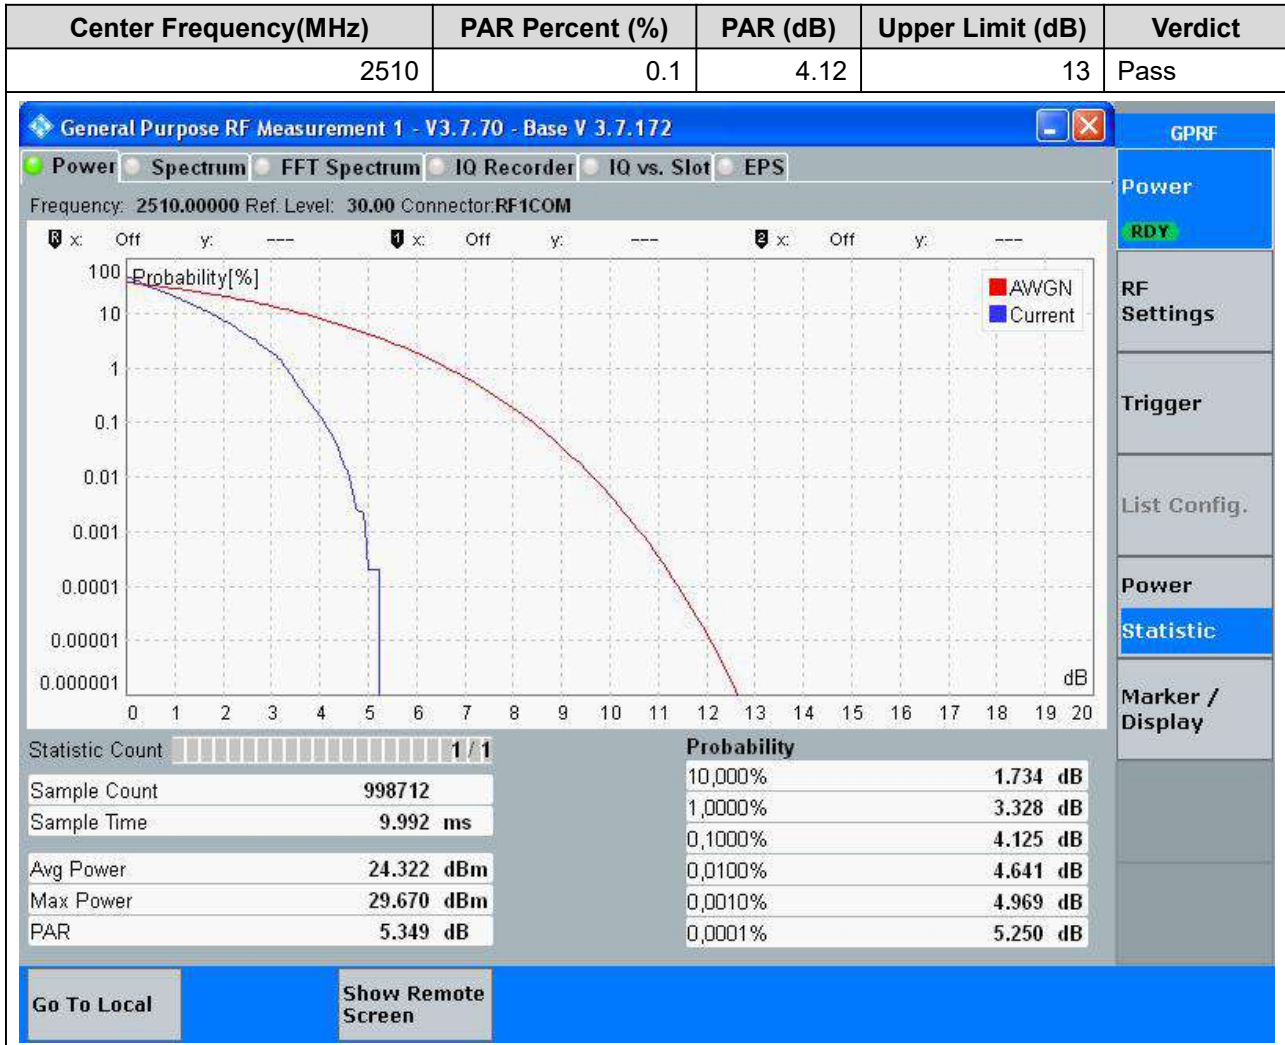 Center Frequency(MHz) PAR Percent (%) PAR (dB) Upper Limit (dB) Verdict
2510 0.1 4.12 13 Pass
General Purpose RF Measurement 1 - V3.7.70 - Base V 3.7.172
GPRF
Power Spectrum FFT Spectrum IQ Recorder IQ vs. Slot EPS
Frequency: 2510.00000 Ref. Level: 30.00 Connector:RF1COM
R x: Off y: --- 1 x: Off y: --- 2 x: Off y: ---
Probability[%]
AWGN
Current
100
10
1
0.1
0.01
0.001
0.0001
0.00001
0.000001
dB
0 1 2 3 4 5 6 7 8 9 10 11 12 13 14 15 16 17 18 19 20
Statistic Count 1 / 1
Sample Count 998712
Sample Time 9.992 ms
Avg Power 24.322 dBm
Max Power 29.670 dBm
PAR 5.349 dB
Probability
10,000% 1.734 dB
1,0000% 3.328 dB
0,1000% 4.125 dB
0,0100% 4.641 dB
0,0010% 4.969 dB
0,0001% 5.250 dB
Power
RDY
RF
Settings
Trigger
List Config.
Power
Statistic
Marker /
Display
Go To Local
Show Remote
Screen